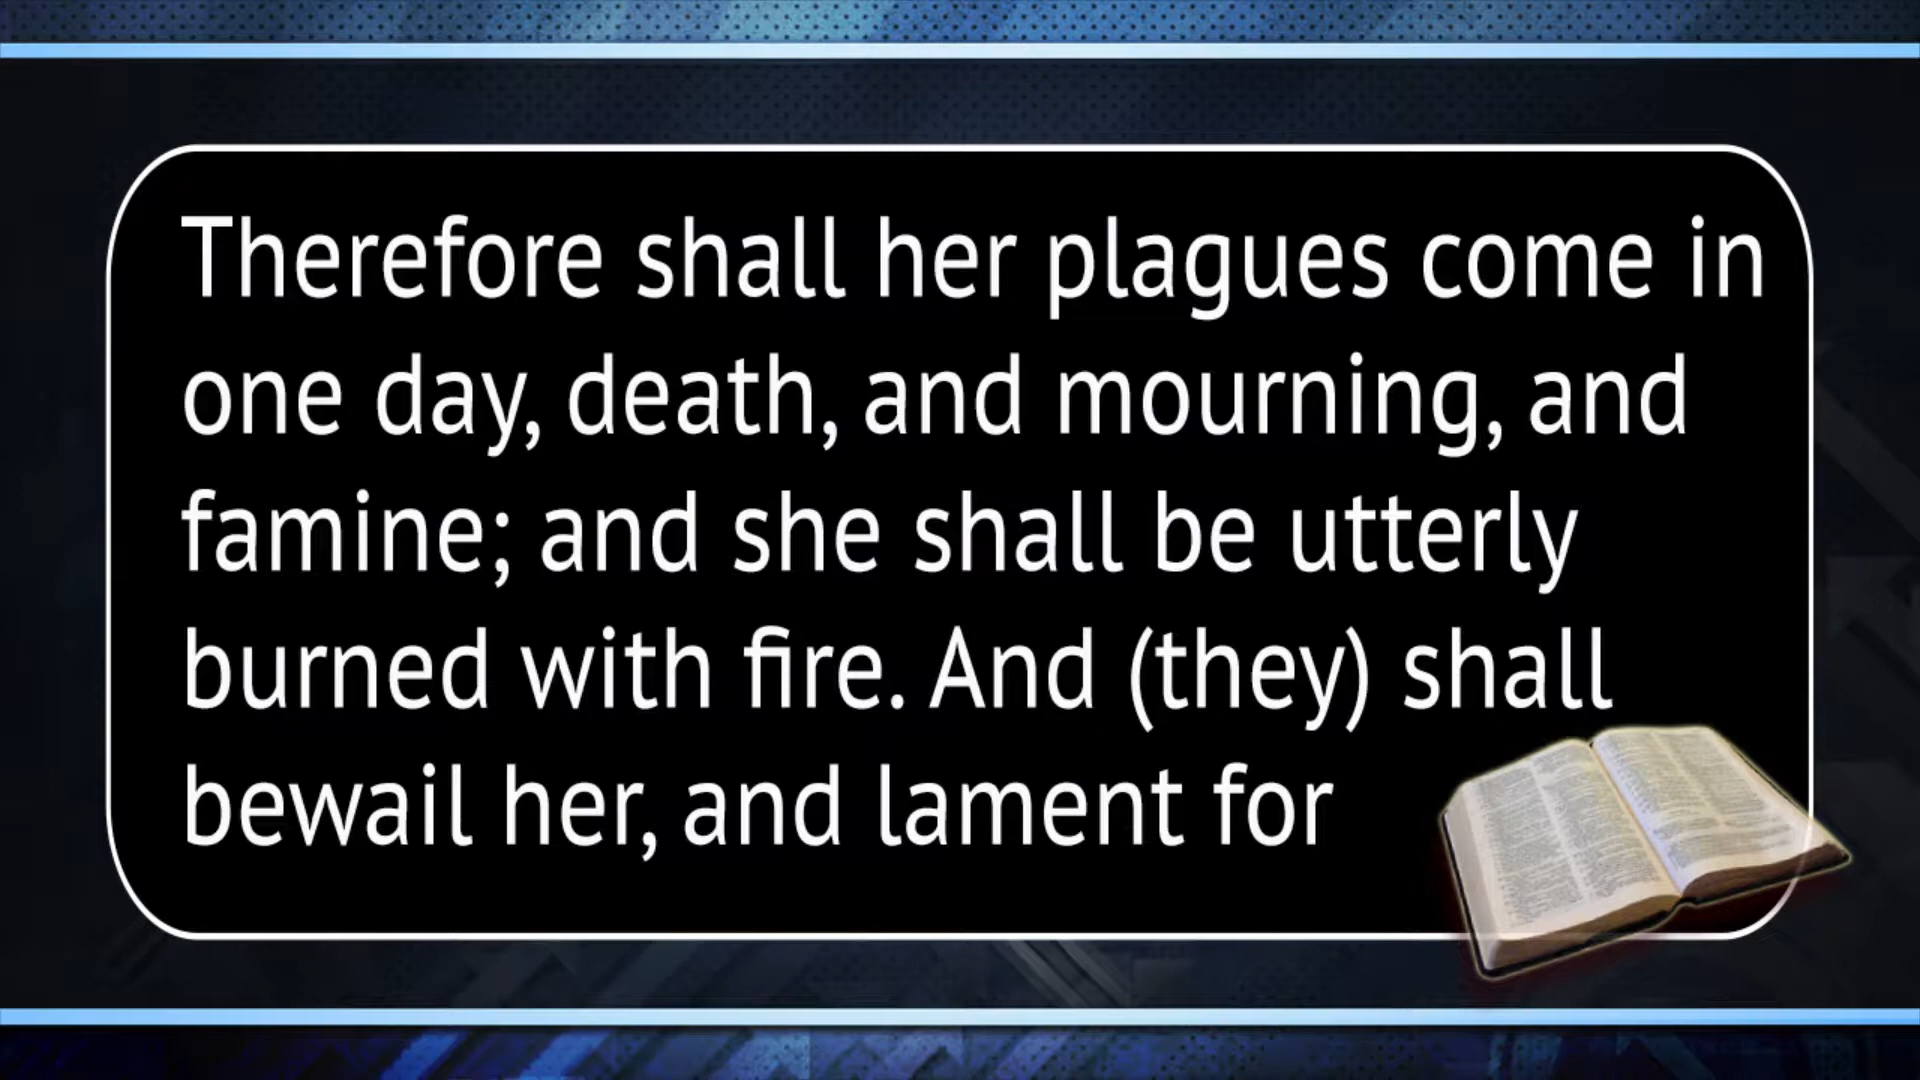 Therefore shall her plagues come in
one day, death, and mourning, and
famine; and she shall be utterly
burned with fire. And (they) shall
bewail her, and lament for